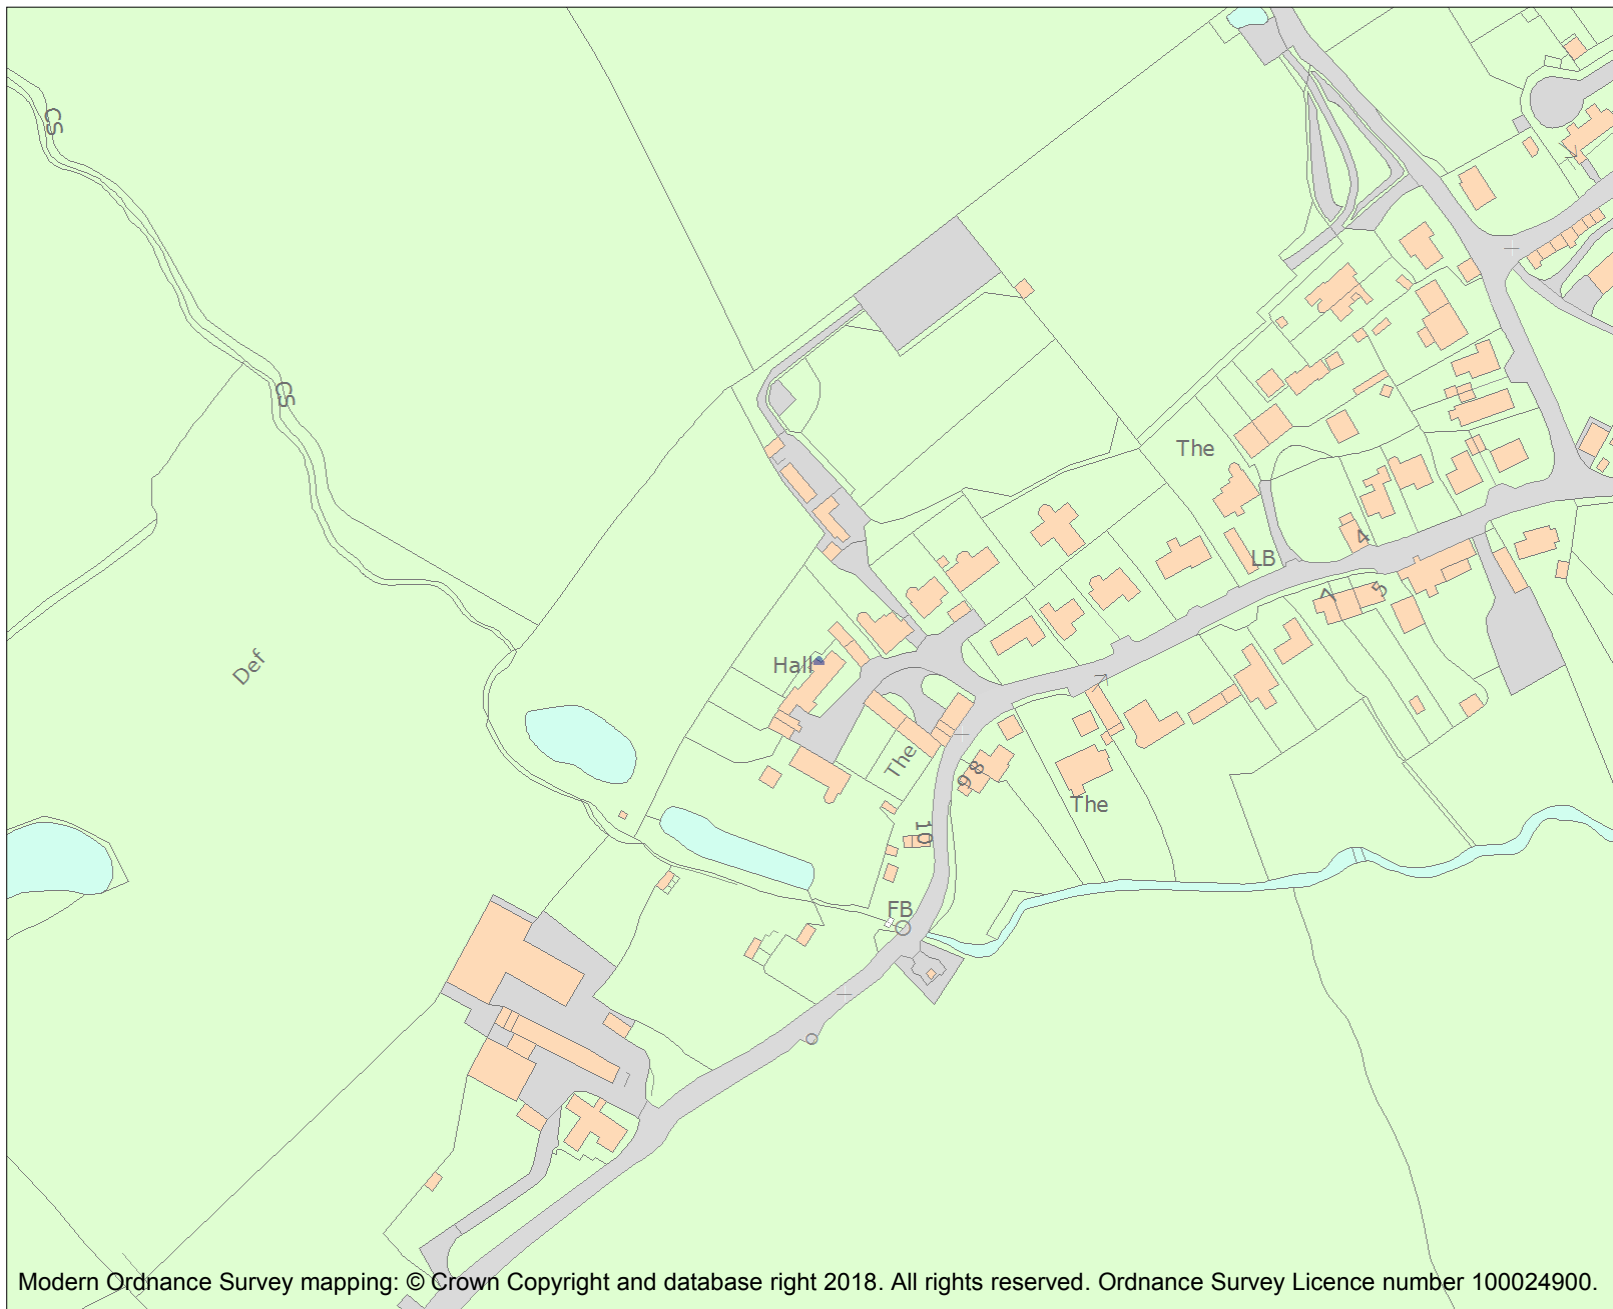 CS
CS
The
4
LB
7
5
Def
Hall
The
8
9
The
10
FB
Modern Ordnance Survey mapping: © Crown Copyright and database right 2018. All rights reserved. Ordnance Survey Licence number 100024900.